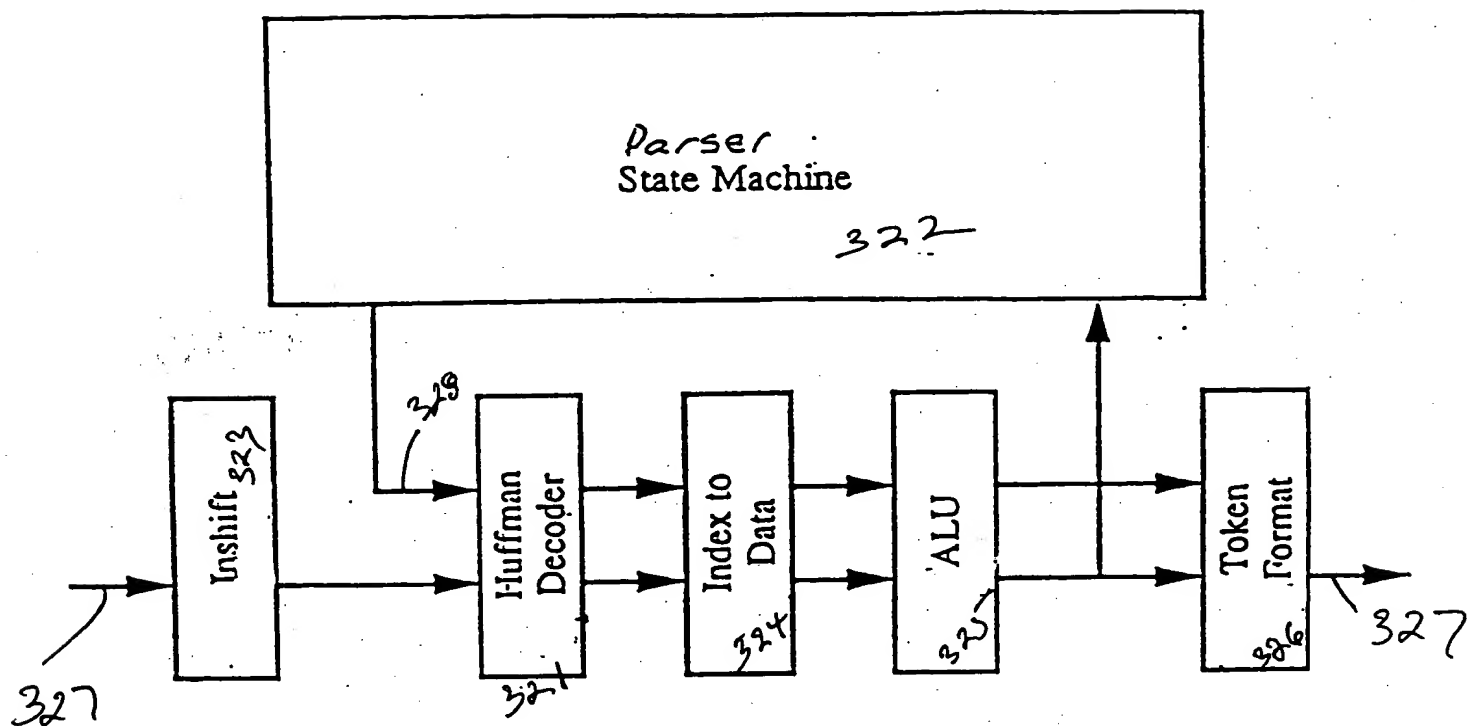 Parser
State Machine
322
329
Inshift
323
Huffman
Decoder
321
Index to
Data
324
ALU
325
Token
Format
326
327
327